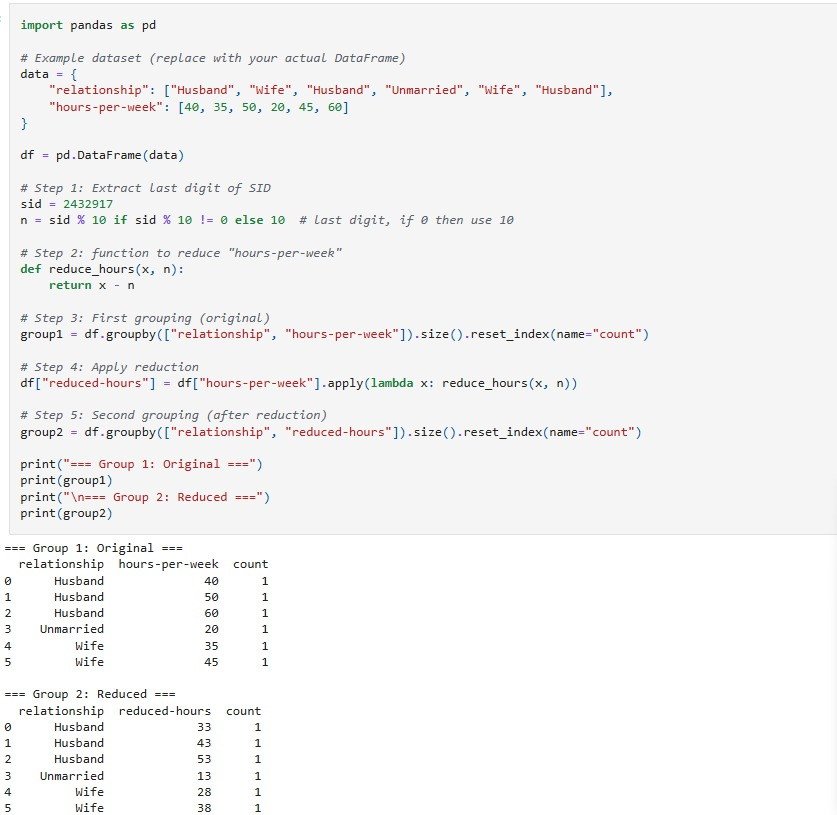 import pandas as pd
# Example dataset (replace with your actual DataFrame)
data = {
    "relationship": ["Husband", "Wife", "Husband", "Unmarried", "Wife", "Husband"],
    "hours-per-week": [40, 35, 50, 20, 45, 60]
}
df = pd.DataFrame(data)
# Step 1: Extract last digit of SID
sid = 2432917
n = sid % 10 if sid % 10 != 0 else 10  # last digit, if 0 then use 10
# Step 2: function to reduce "hours-per-week"
def reduce_hours(x, n):
    return x - n
# Step 3: First grouping (original)
group1 = df.groupby(["relationship", "hours-per-week"]).size().reset_index(name="count")
# Step 4: Apply reduction
df["reduced-hours"] = df["hours-per-week"].apply(lambda x: reduce_hours(x, n))
# Step 5: Second grouping (after reduction)
group2 = df.groupby(["relationship", "reduced-hours"]).size().reset_index(name="count")
print("=== Group 1: Original ===")
print(group1)
print("\n=== Group 2: Reduced ===")
print(group2)
=== Group 1: Original ===
  relationship  hours-per-week  count
0      Husband              40      1
1      Husband              50      1
2      Husband              60      1
3    Unmarried              20      1
4         Wife              35      1
5         Wife              45      1
=== Group 2: Reduced ===
  relationship  reduced-hours  count
0      Husband             33      1
1      Husband             43      1
2      Husband             53      1
3    Unmarried             13      1
4         Wife             28      1
5         Wife             38      1